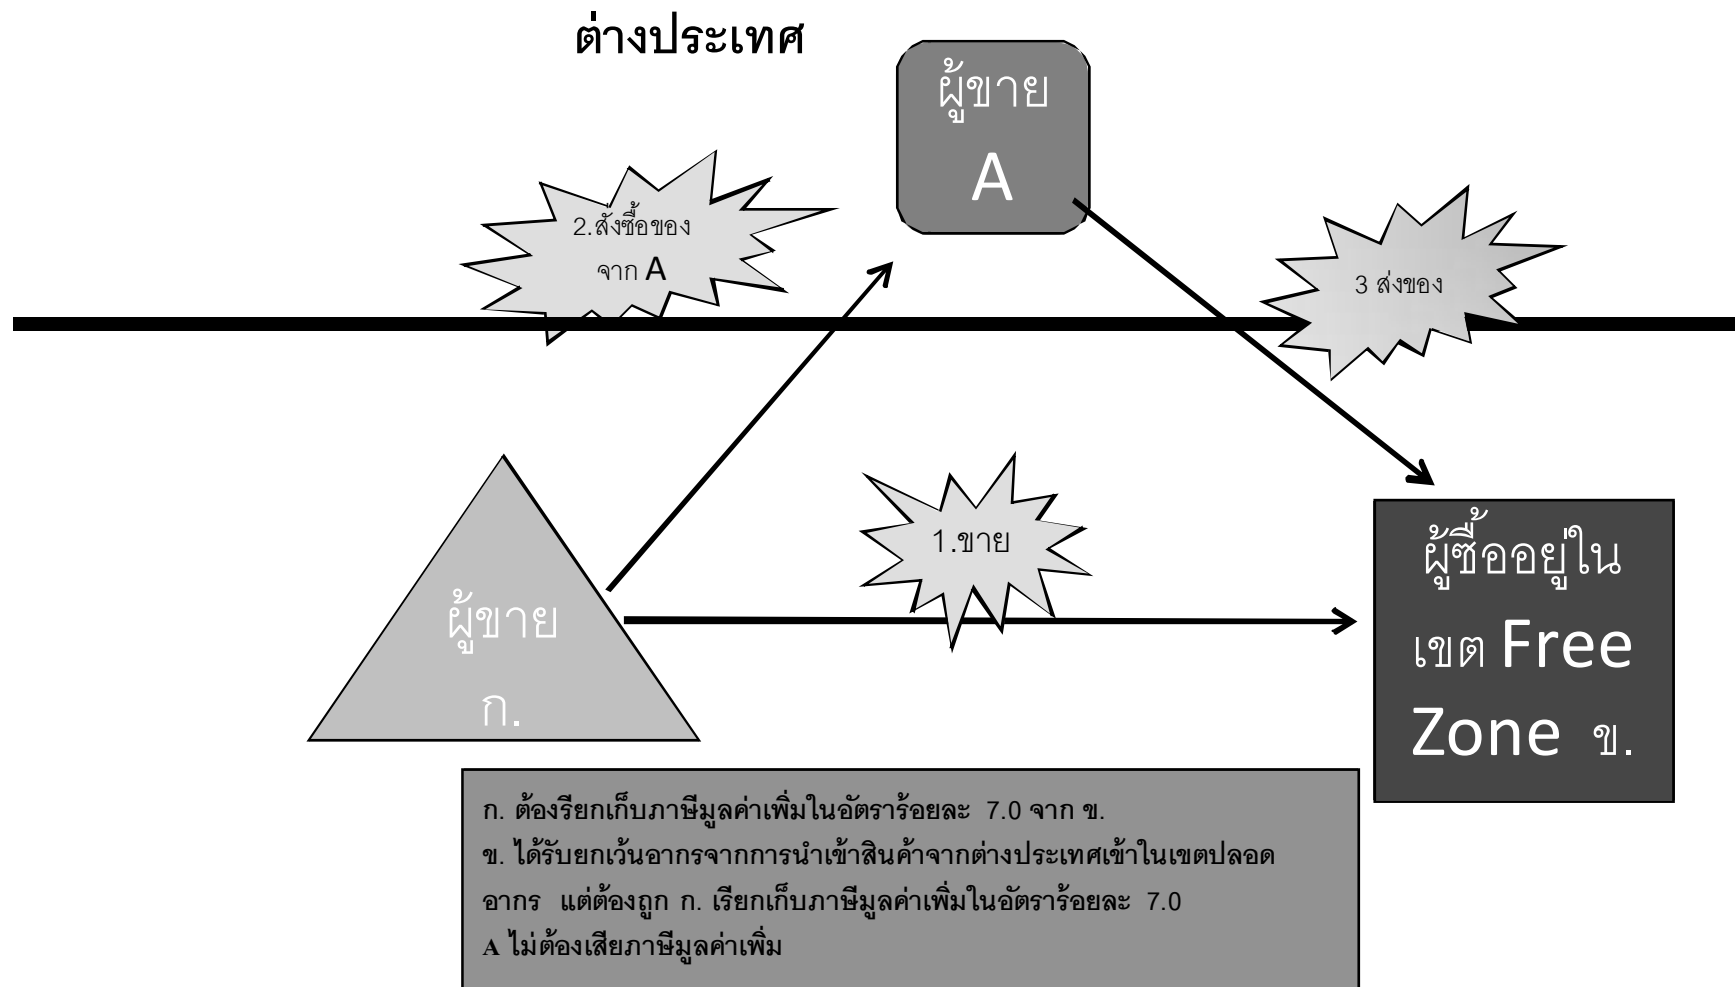 ต่างประเทศ
ผู้ขาย
A
2.สั่งซื้อของ
จาก A
3 ส่งของ
1.ขาย
ผู้ขาย
ก.
ผู้ซื้ออยู่ใน
เขต Free
Zone ข.
ก. ต้องรียกเก็บภาษีมูลค่าเพิ่มในอัตราร้อยละ 7.0 จาก ข.
ข. ได้รับยกเว้นอากรจากการนำเข้าสินค้าจากต่างประเทศเข้าในเขตปลอด
อากร แต่ต้องถูก ก. เรียกเก็บภาษีมูลค่าเพิ่มในอัตราร้อยละ 7.0
A ไม่ต้องเสียภาษีมูลค่าเพิ่ม